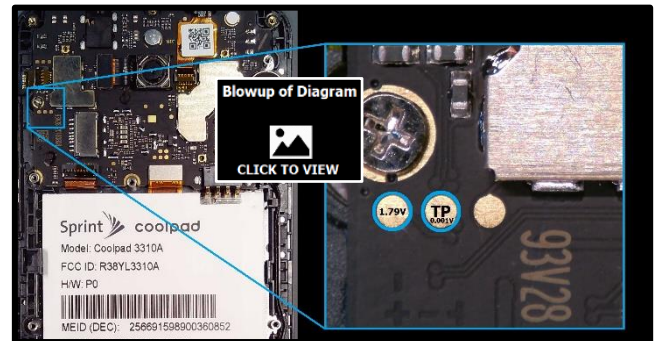 Sprint coolpad
Model: Coolpad 3310A
FCC ID: R38YL3310A
H/W: P0
MEID (DEC): 256691598900360852
Blowup of Diagram
CLICK TO VIEW
1.79V
TP
0.001V
93V28